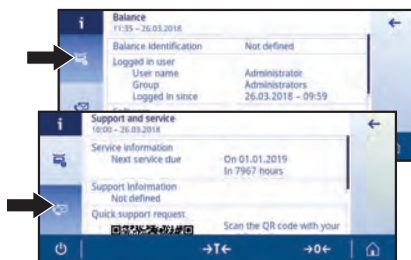 i
Balance
11:35 – 26.03.2018
Balance identification Not defined
Logged in user
User name Administrator
Group Administrators
Logged in since 26.03.2018 – 09:59
i
Support and service
10:00 – 26.03.2018
Service information
Next service due On 01.01.2019
In 7967 hours
Support information
Not defined
Quick support request
Scan the QR code with your
→T←
→0←